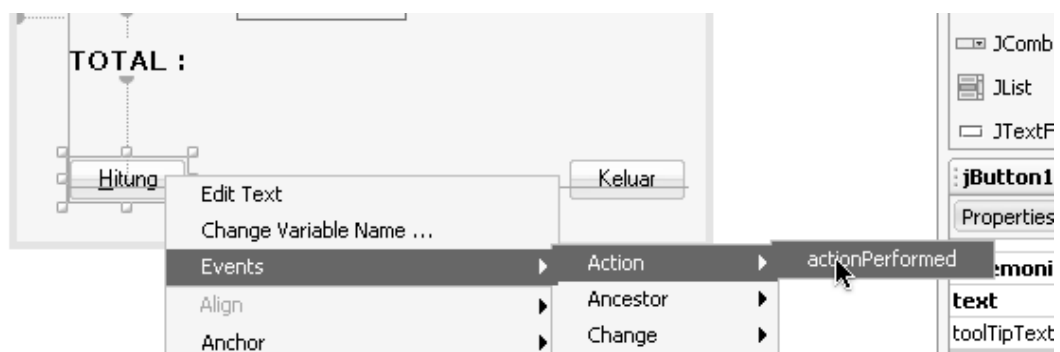 TOTAL :
Hitung
Keluar
Edit Text
Change Variable Name ...
Events
Align
Anchor
Action
Ancestor
Change
actionPerformed
JComb
JList
JTextF
jButton1
Properties
emoni
text
toolTipText